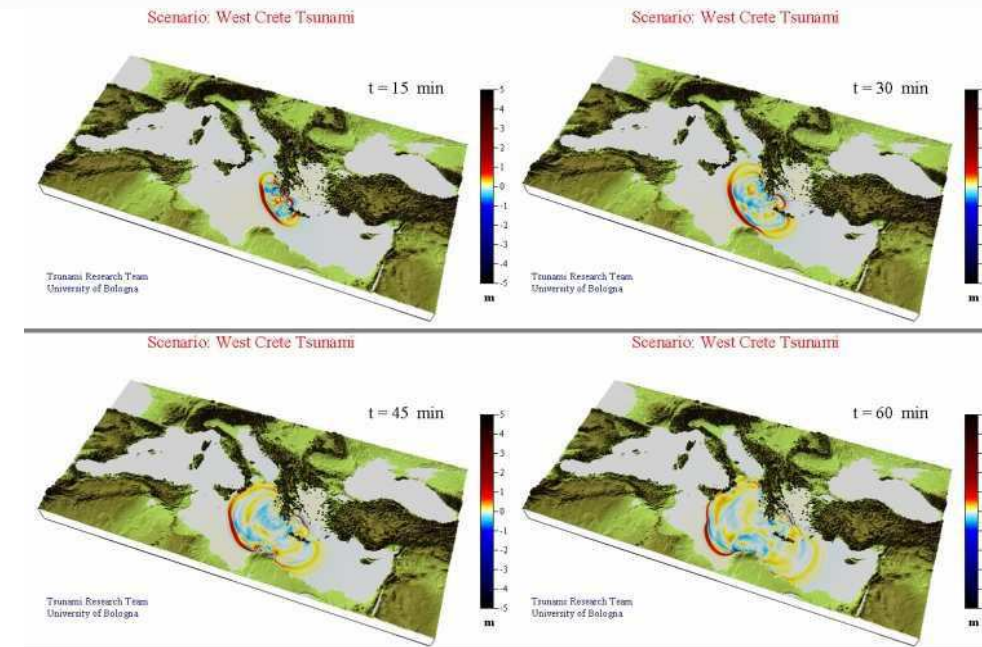 Scenario: West Crete Tsunami
t = 15 min
5
4
3
2
1
0
-1
-2
-3
-4
-5
m
Tsunami Research Team
University of Bologna
Scenario: West Crete Tsunami
t = 30 min
m
Tsunami Research Team
University of Bologna
Scenario: West Crete Tsunami
t = 45 min
5
4
3
2
1
0
-1
-2
-3
-4
-5
m
Tsunami Research Team
University of Bologna
Scenario: West Crete Tsunami
t = 60 min
m
Tsunami Research Team
University of Bologna